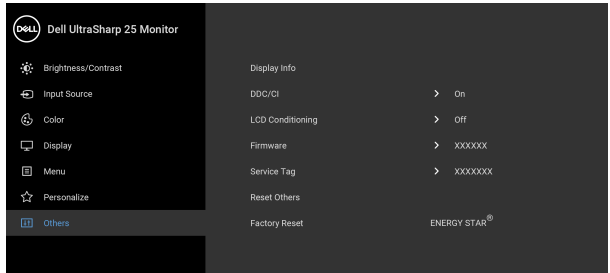 DELL Dell UltraSharp 25 Monitor
Brightness/Contrast
Input Source
Color
Display
Menu
Personalize
Others
Display Info
DDC/CI > On
LCD Conditioning > Off
Firmware > XXXXXX
Service Tag > XXXXXXX
Reset Others
Factory Reset ENERGY STAR®